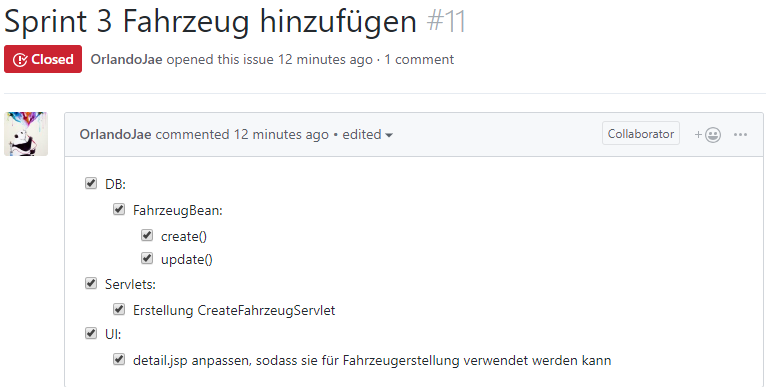 Sprint 3 Fahrzeug hinzufügen #11
Closed OrlandoJae opened this issue 12 minutes ago · 1 comment
OrlandoJae commented 12 minutes ago • edited Collaborator
DB:
FahrzeugBean:
create()
update()
Servlets:
Erstellung CreateFahrzeugServlet
UI:
detail.jsp anpassen, sodass sie für Fahrzeugerstellung verwendet werden kann